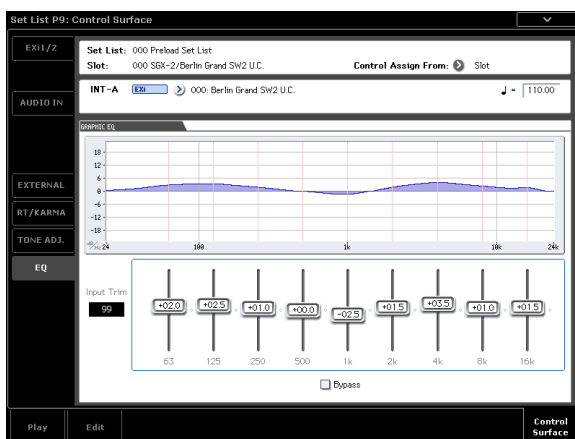 Set List P9: Control Surface
EXi1/2
AUDIO IN
EXTERNAL
RT/KARMA
TONE ADJ.
EQ
Set List: 000 Preload Set List
Slot: 000 SGX-2/Berlin Grand SW2 U.C.
Control Assign From: Slot
INT-A EXi 000: Berlin Grand SW2 U.C. ♩ = 110.00
GRAPHIC EQ
18
12
6
0
-6
-12
-18
dB/Hz 24 100 1k 10k 24k
Input Trim
99
+02.0 +02.5 +01.0 +00.0 -02.5 +01.5 +03.5 +01.0 +01.5
63 125 250 500 1k 2k 4k 8k 16k
Bypass
Play Edit Control Surface